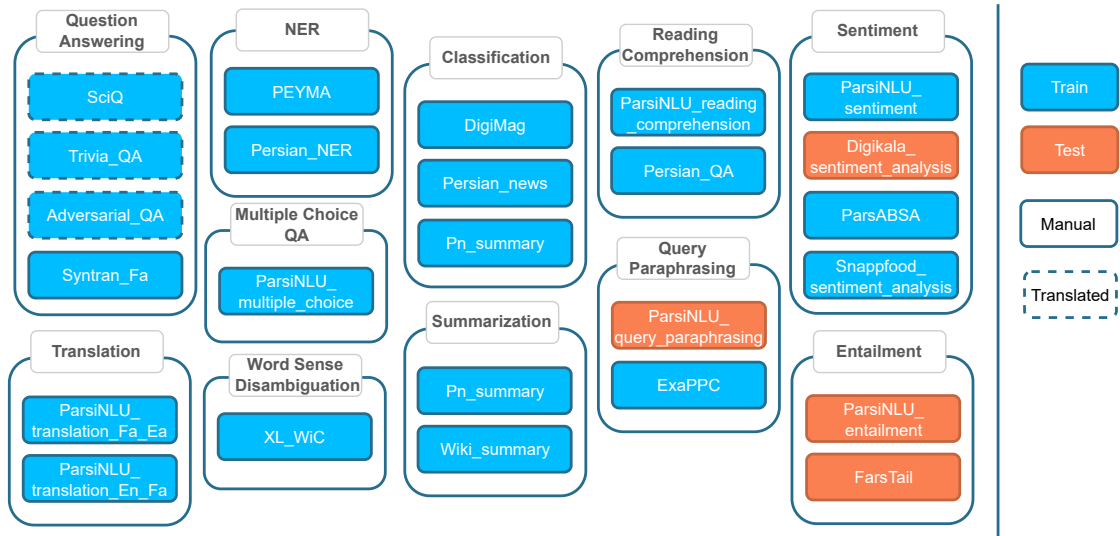 Question
Answering
SciQ
Trivia_QA
Adversarial_QA
Syntran_Fa
Translation
ParsiNLU_
translation_Fa_Ea
ParsiNLU_
translation_En_Fa
NER
PEYMA
Persian_NER
Multiple Choice
QA
ParsiNLU_
multiple_choice
Word Sense
Disambiguation
XL_WiC
Classification
DigiMag
Persian_news
Pn_summary
Summarization
Pn_summary
Wiki_summary
Reading
Comprehension
ParsiNLU_reading
_comprehension
Persian_QA
Query
Paraphrasing
ParsiNLU_
query_paraphrasing
ExaPPC
Sentiment
ParsiNLU_
sentiment
Digikala_
sentiment_analysis
ParsABSA
Snappfood_
sentiment_analysis
Entailment
ParsiNLU_
entailment
FarsTail
Train
Test
Manual
Translated